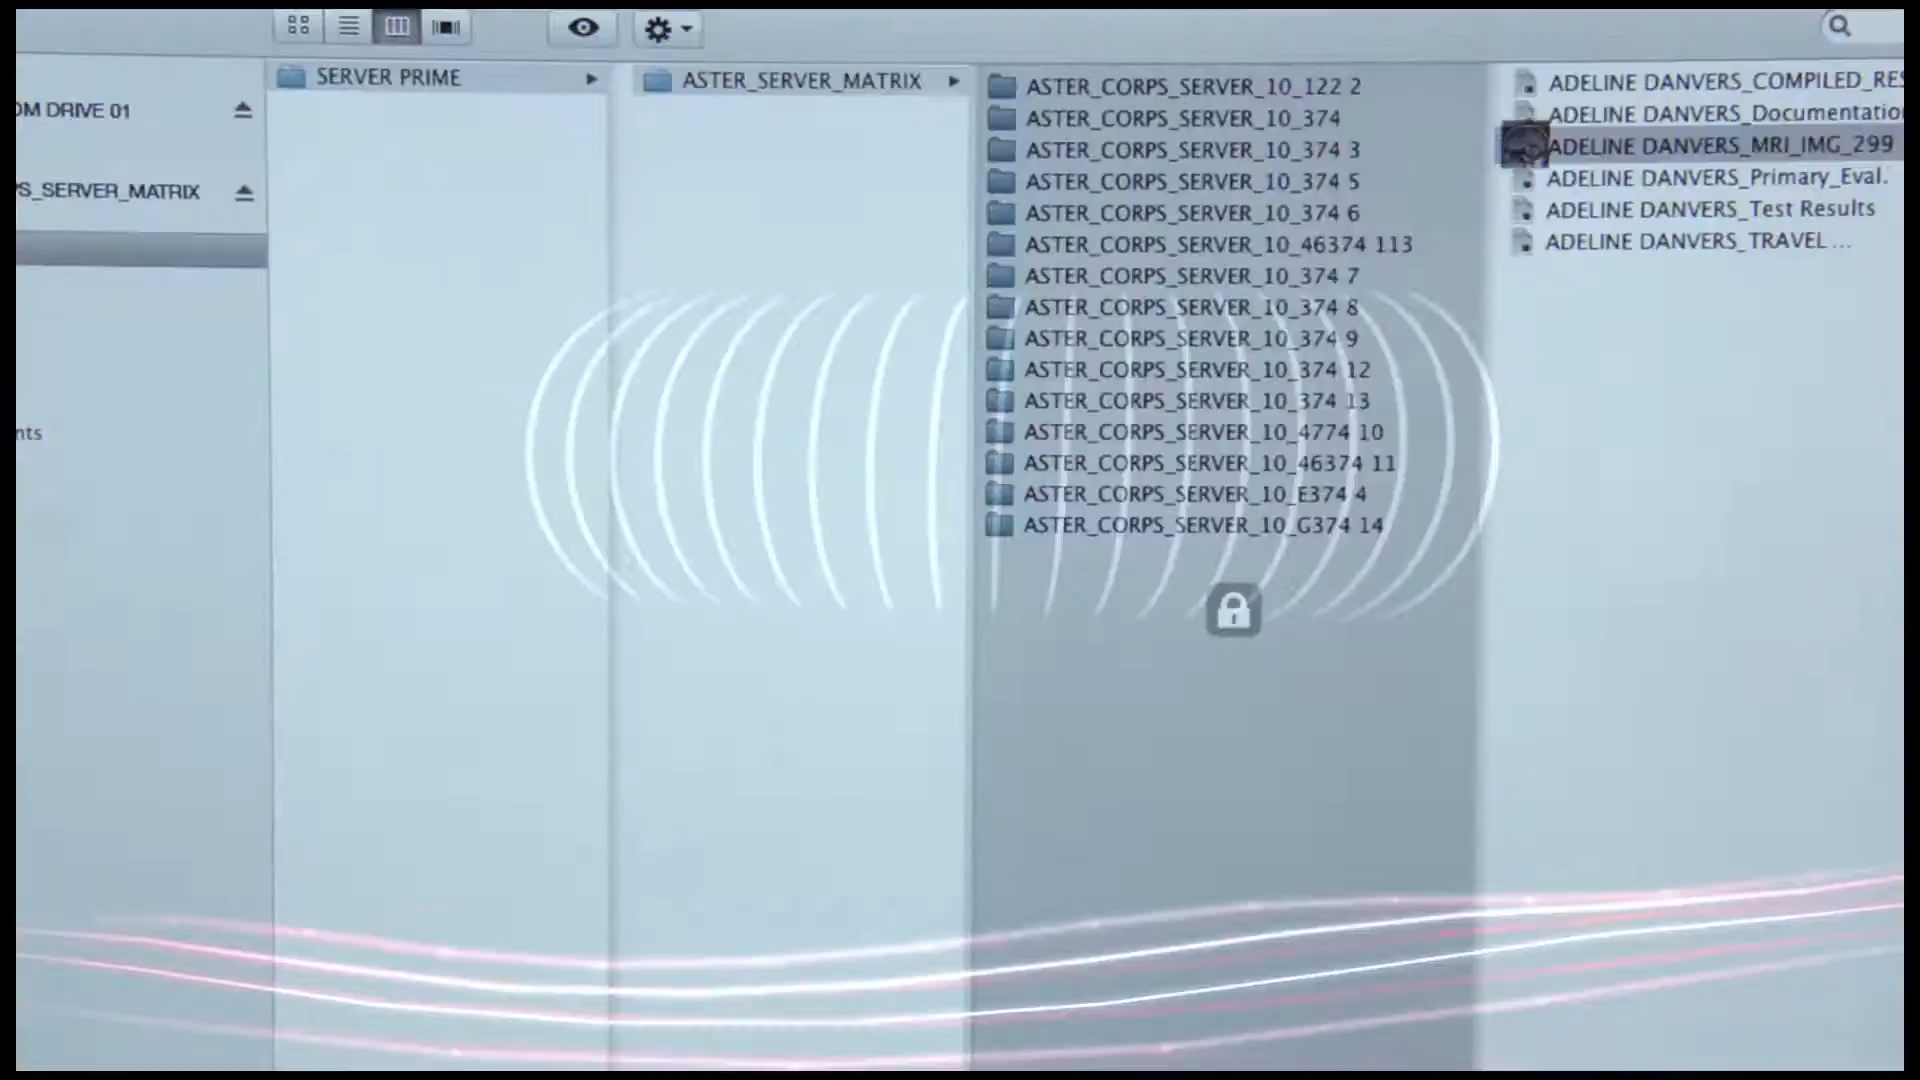 OM DRIVE 01
PS_SERVER_MATRIX
nts
SERVER PRIME
ASTER_SERVER_MATRIX
ASTER_CORPS_SERVER_10_122 2
ASTER_CORPS_SERVER_10_374
ASTER_CORPS_SERVER_10_374 3
ASTER_CORPS_SERVER_10_374 5
ASTER_CORPS_SERVER_10_374 6
ASTER_CORPS_SERVER_10_46374 113
ASTER_CORPS_SERVER_10_374 7
ASTER_CORPS_SERVER_10_374 8
ASTER_CORPS_SERVER_10_374 9
ASTER_CORPS_SERVER_10_374 12
ASTER_CORPS_SERVER_10_374 13
ASTER_CORPS_SERVER_10_4774 10
ASTER_CORPS_SERVER_10_46374 11
ASTER_CORPS_SERVER_10_E374 4
ASTER_CORPS_SERVER_10_G374 14
ADELINE DANVERS_COMPILED_RES
ADELINE DANVERS_Documentatio
ADELINE DANVERS_MRI_IMG_299
ADELINE DANVERS_Primary_Eval.
ADELINE DANVERS_Test Results
ADELINE DANVERS_TRAVEL ...